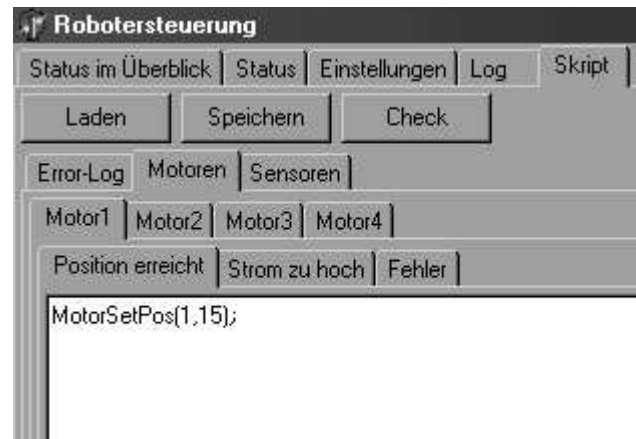 Robotersteuerung
Status im Überblick Status Einstellungen Log Skript
Laden Speichern Check
Error-Log Motoren Sensoren
Motor1 Motor2 Motor3 Motor4
Position erreicht Strom zu hoch Fehler
MotorSetPos(1,15);